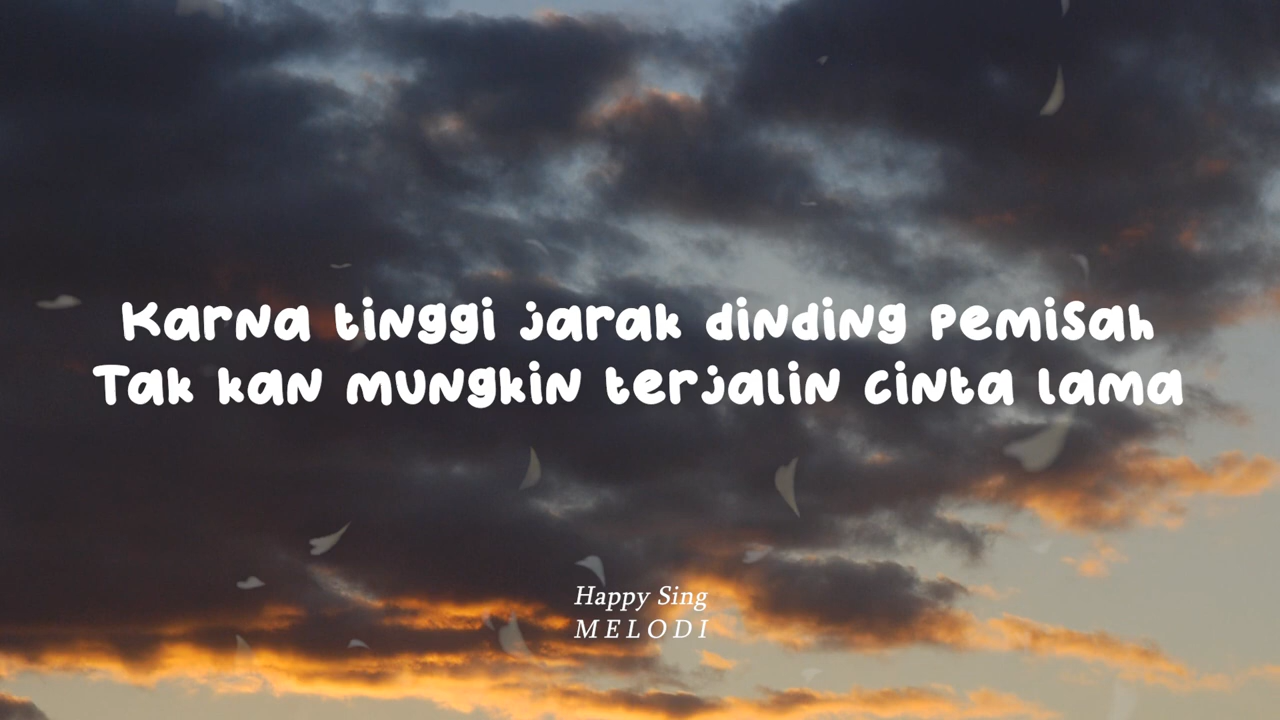 Karna tinggi jarak dinding pemisah
Tak kan mungkin terjalin cinta lama
Happy Sing
MELODI